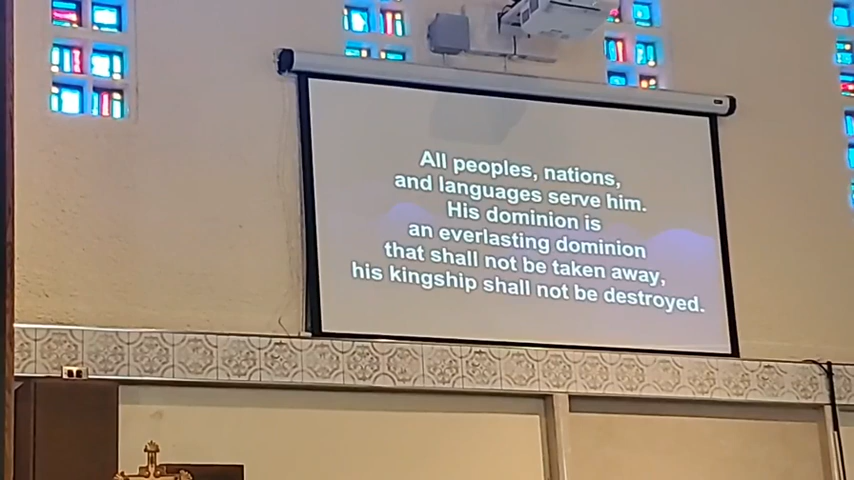 All peoples, nations,
and languages serve him.
His dominion is
an everlasting dominion
that shall not be taken away,
his kingship shall not be destroyed.